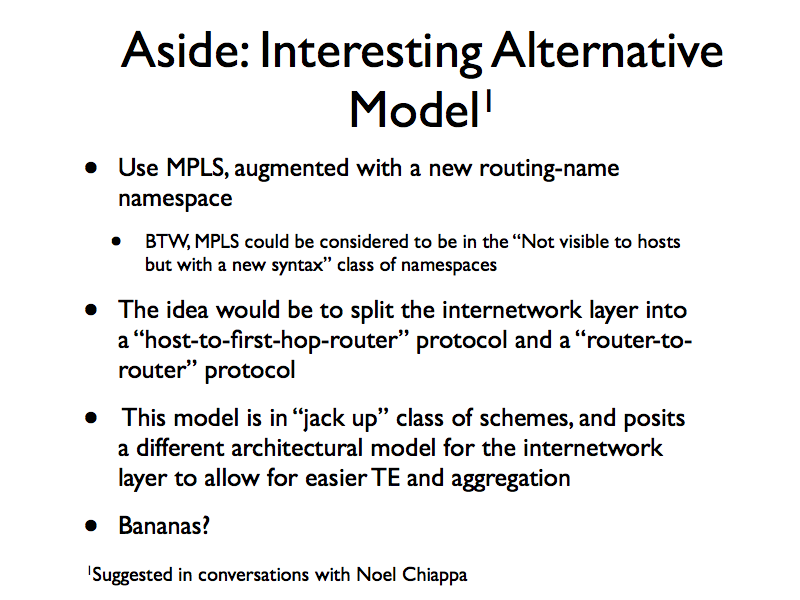 Aside: Interesting Alternative
Model¹
• Use MPLS, augmented with a new routing-name
namespace
• BTW, MPLS could be considered to be in the “Not visible to hosts
but with a new syntax” class of namespaces
• The idea would be to split the internetwork layer into
a “host-to-first-hop-router” protocol and a “router-to-
router” protocol
• This model is in “jack up” class of schemes, and posits
a different architectural model for the internetwork
layer to allow for easier TE and aggregation
• Bananas?
¹Suggested in conversations with Noel Chiappa